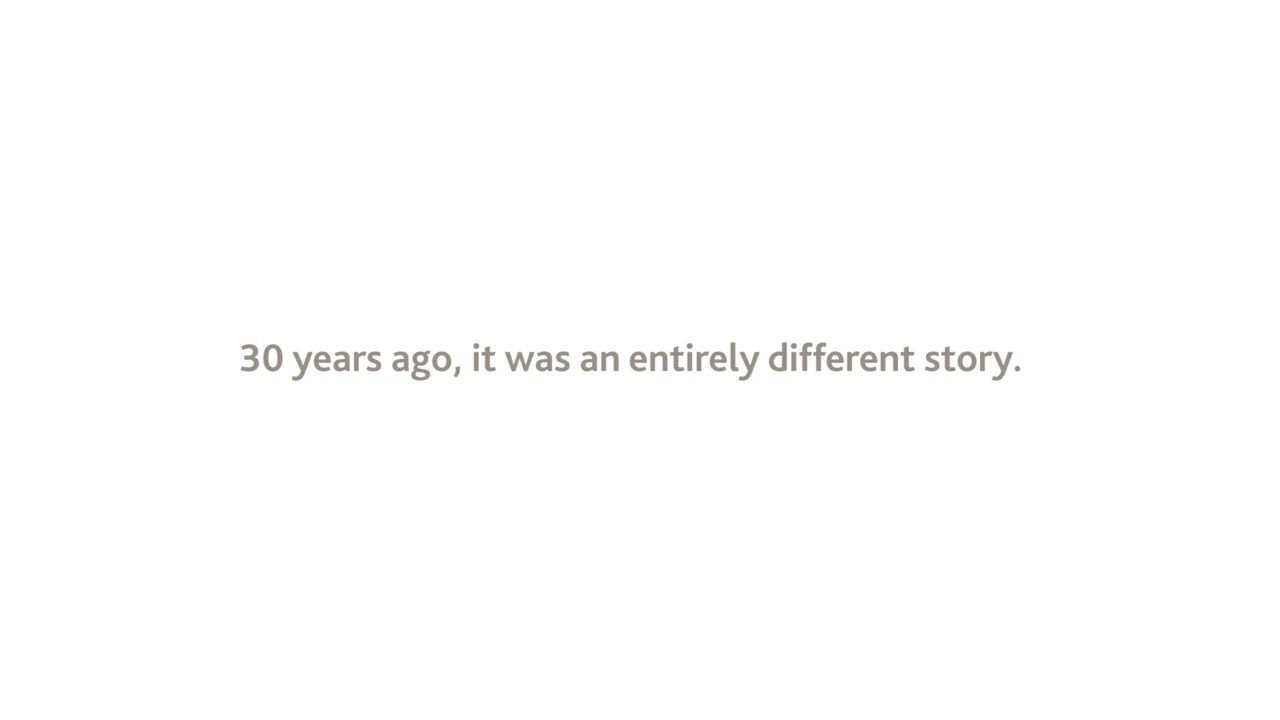 30 years ago, it was an entirely different story.